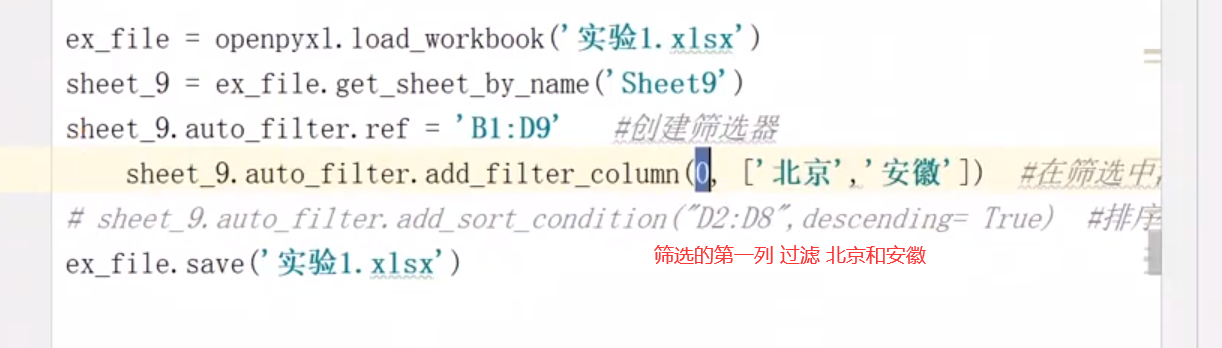 ex_file = openpyxl.load_workbook('实验1.xlsx')
sheet_9 = ex_file.get_sheet_by_name('Sheet9')
sheet_9.auto_filter.ref = 'B1:D9'   #创建筛选器
sheet_9.auto_filter.add_filter_column(0, ['北京','安徽'])  #在筛选中
# sheet_9.auto_filter.add_sort_condition("D2:D8",descending= True)  #排序
筛选的第一列 过滤 北京和安徽
ex_file.save('实验1.xlsx')